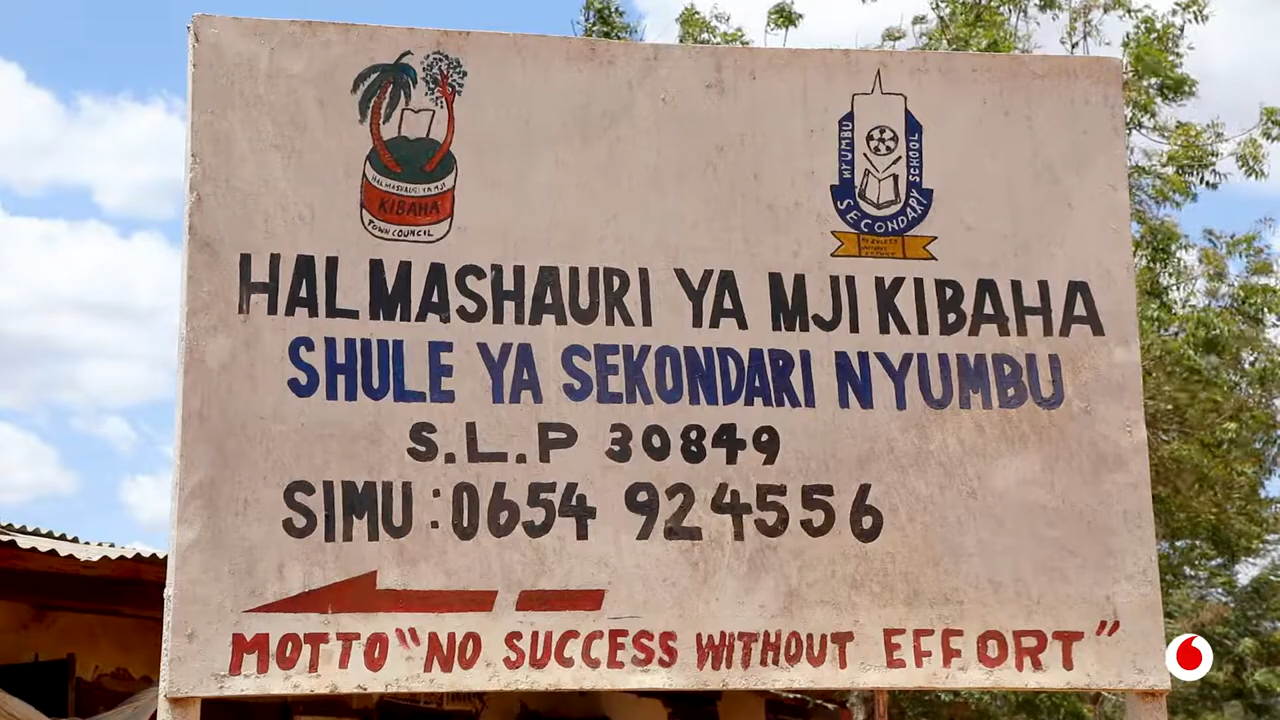 HALMASHAURI YA MJI
KIBAHA
TOWN COUNCIL
NYUMBU
SECONDARY
SCHOOL
HALMASHAURI YA MJI KIBAHA
SHULE YA SEKONDARI NYUMBU
S.L.P 30849
SIMU : 0654 924556
MOTTO "NO SUCCESS WITHOUT EFFORT"